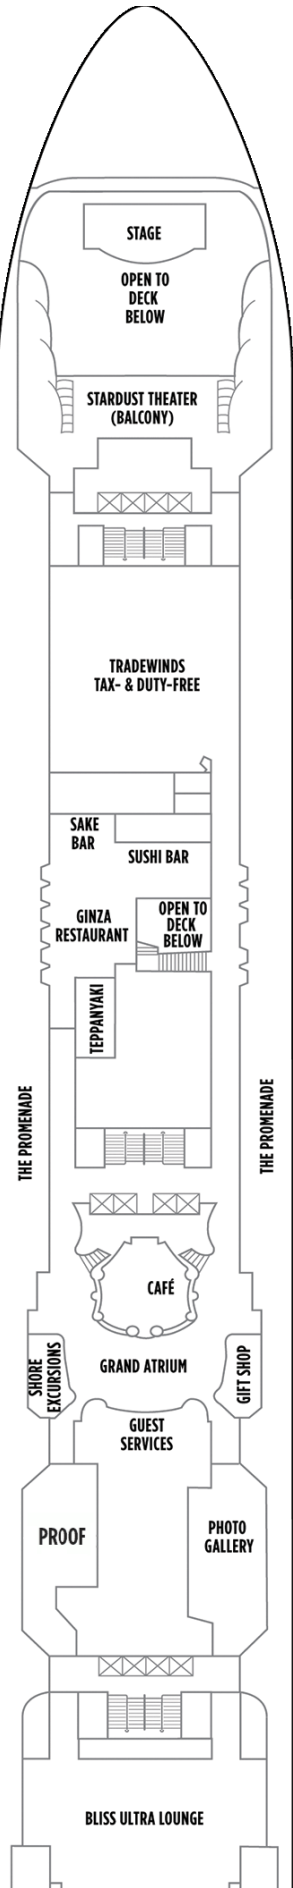 STAGE
OPEN TO
DECK
BELOW
STARDUST THEATER
(BALCONY)
TRADEWINDS
TAX- & DUTY-FREE
SAKE
BAR
SUSHI BAR
GINZA
RESTAURANT
OPEN TO
DECK
BELOW
TEPPANYAKI
THE PROMENADE
THE PROMENADE
CAFÉ
GRAND ATRIUM
SHORE
EXCURSIONS
GIFT SHOP
GUEST
SERVICES
PROOF
PHOTO
GALLERY
BLISS ULTRA LOUNGE